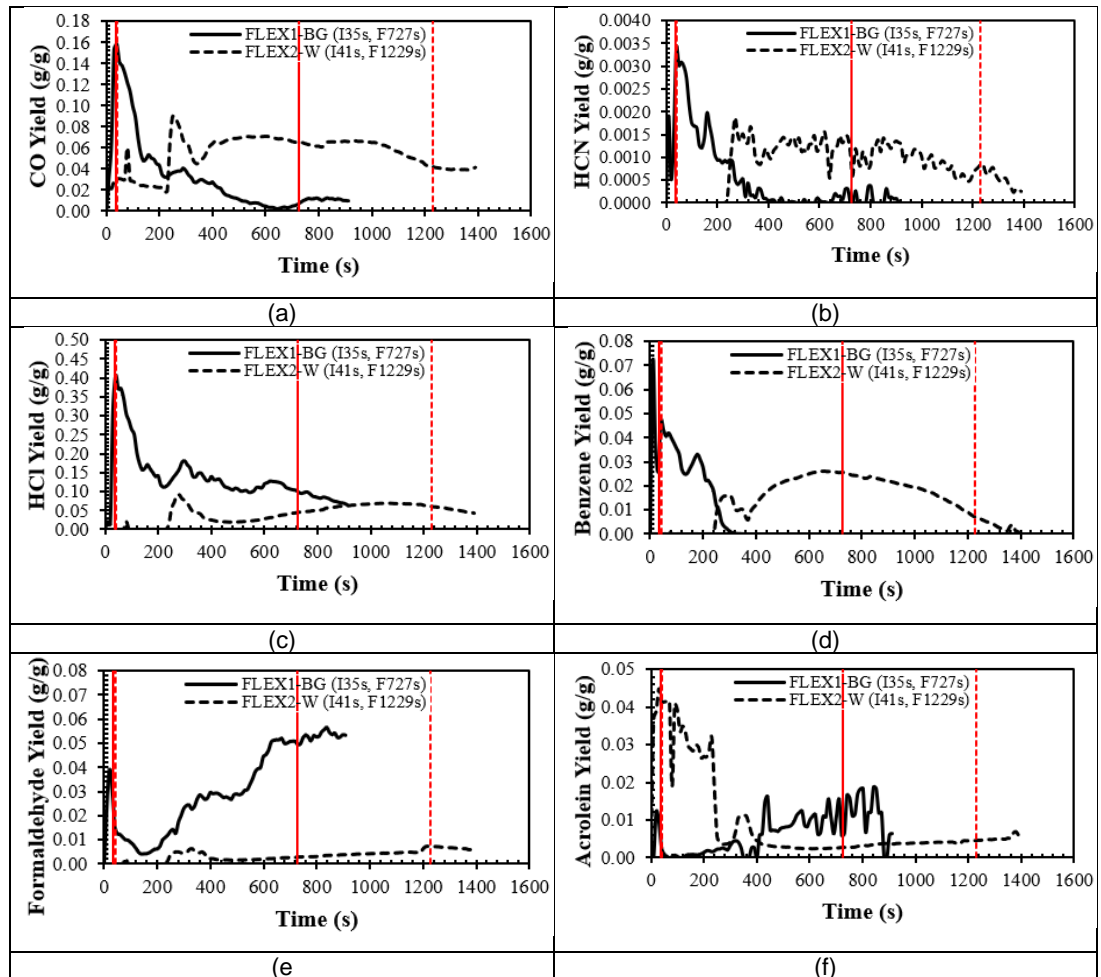 CO Yield (g/g)
0.18
0.16
0.14
0.12
0.10
0.08
0.06
0.04
0.02
0.00
FLEX1-BG (I35s, F727s)
FLEX2-W (I41s, F1229s)
0 200 400 600 800 1000 1200 1400 1600
Time (s)
(a)
HCN Yield (g/g)
0.0040
0.0035
0.0030
0.0025
0.0020
0.0015
0.0010
0.0005
0.0000
FLEX1-BG (I35s, F727s)
FLEX2-W (I41s, F1229s)
0 200 400 600 800 1000 1200 1400 1600
Time (s)
(b)
HCl Yield (g/g)
0.50
0.45
0.40
0.35
0.30
0.25
0.20
0.15
0.10
0.05
0.00
FLEX1-BG (I35s, F727s)
FLEX2-W (I41s, F1229s)
0 200 400 600 800 1000 1200 1400 1600
Time (s)
(c)
Benzene Yield (g/g)
0.08
0.07
0.06
0.05
0.04
0.03
0.02
0.01
0.00
FLEX1-BG (I35s, F727s)
FLEX2-W (I41s, F1229s)
0 200 400 600 800 1000 1200 1400 1600
Time (s)
(d)
Formaldehyde Yield (g/g)
0.08
0.07
0.06
0.05
0.04
0.03
0.02
0.01
0.00
FLEX1-BG (I35s, F727s)
FLEX2-W (I41s, F1229s)
0 200 400 600 800 1000 1200 1400 1600
Time (s)
(e
Acrolein Yield (g/g)
0.05
0.04
0.03
0.02
0.01
0.00
FLEX1-BG (I35s, F727s)
FLEX2-W (I41s, F1229s)
0 200 400 600 800 1000 1200 1400 1600
Time (s)
(f)